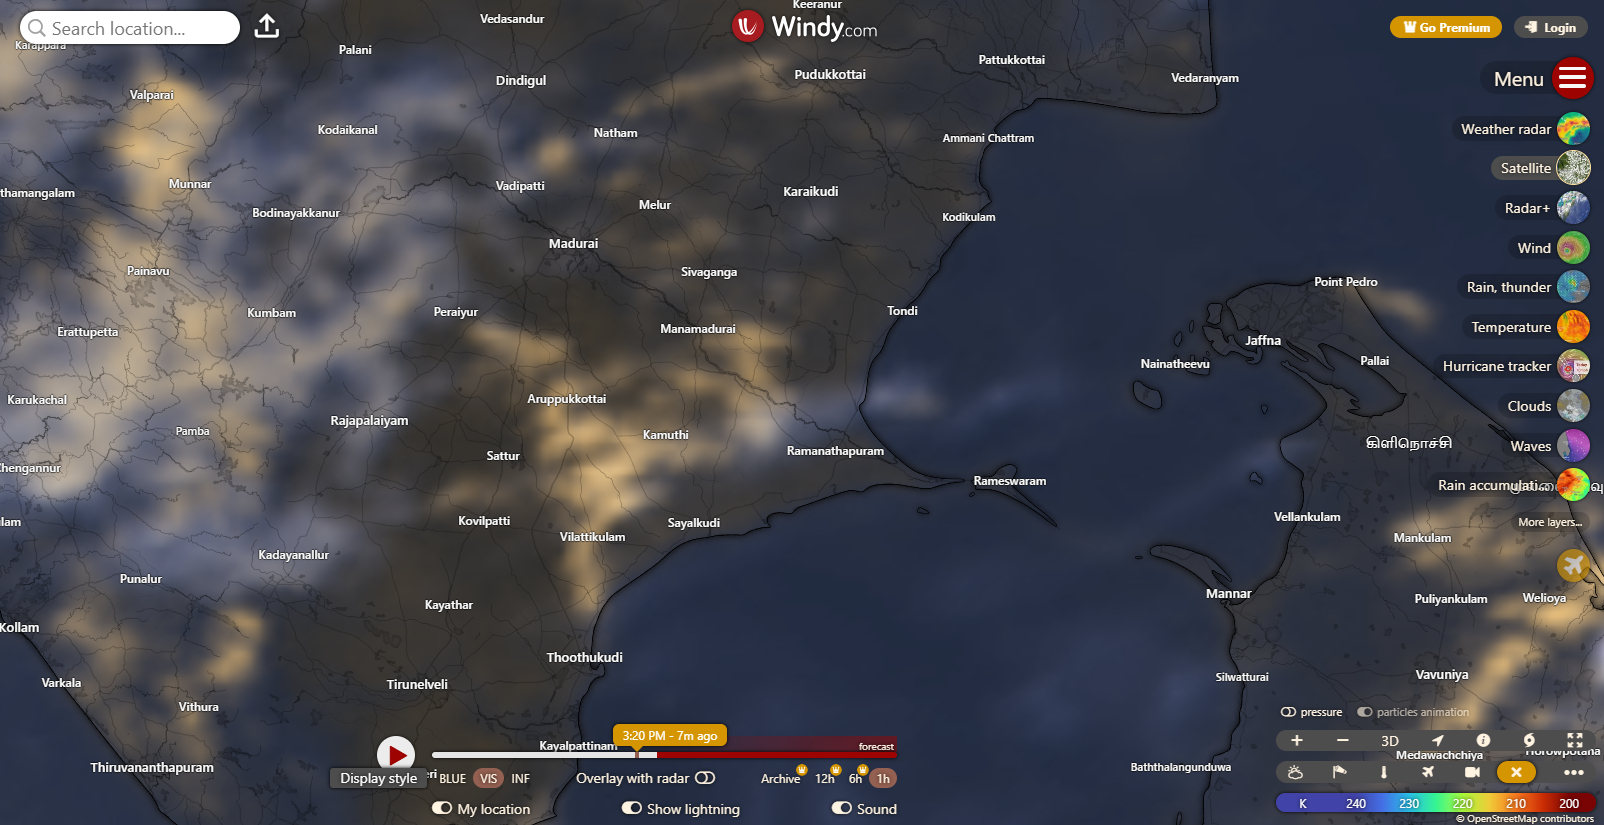 Keeranur
Search location...
Vedasandur
Windy.com
Go Premium
Login
Karappara
Palani
Pattukkottai
Pudukkottai
Vedaranyam
Menu
Dindigul
Valparai
Kodaikanal
Natham
Ammani Chattram
Weather radar
Satellite
Munnar
Vadipatti
Karaikudi
thamangalam
Melur
Bodinayakkanur
Kodikulam
Radar+
Madurai
Wind
Painavu
Sivaganga
Point Pedro
Rain, thunder
Kumbam
Peraiyur
Tondi
Erattupetta
Manamadurai
Temperature
Jaffna
Nainatheevu
Pallai
Hurricane tracker
Karukachal
Aruppukkottai
Clouds
Rajapalaiyam
Pamba
Kamuthi
கிளிநொச்சி
Waves
Sattur
Ramanathapuram
Chengannur
Rameswaram
Rain accumulati...
Kovilpatti
Sayalkudi
Vellankulam
More layers...
lam
Vilattikulam
Mankulam
Kadayanallur
Punalur
Mannar
Puliyankulam
Welioya
Kayathar
Kollam
Thoothukudi
Varkala
Tirunelveli
Silwatturai
Vavuniya
Vithura
pressure
particles animation
3:20 PM - 7m ago
Kayalpattinam
forecast
3D
Medawachchiya
Horowpotana
Thiruvananthapuram
Baththalangunduwa
Display style
eri
BLUE
VIS
INF
Overlay with radar
Archive
12h
6h
1h
My location
Show lightning
Sound
K 240 230 220 210 200
© OpenStreetMap contributors